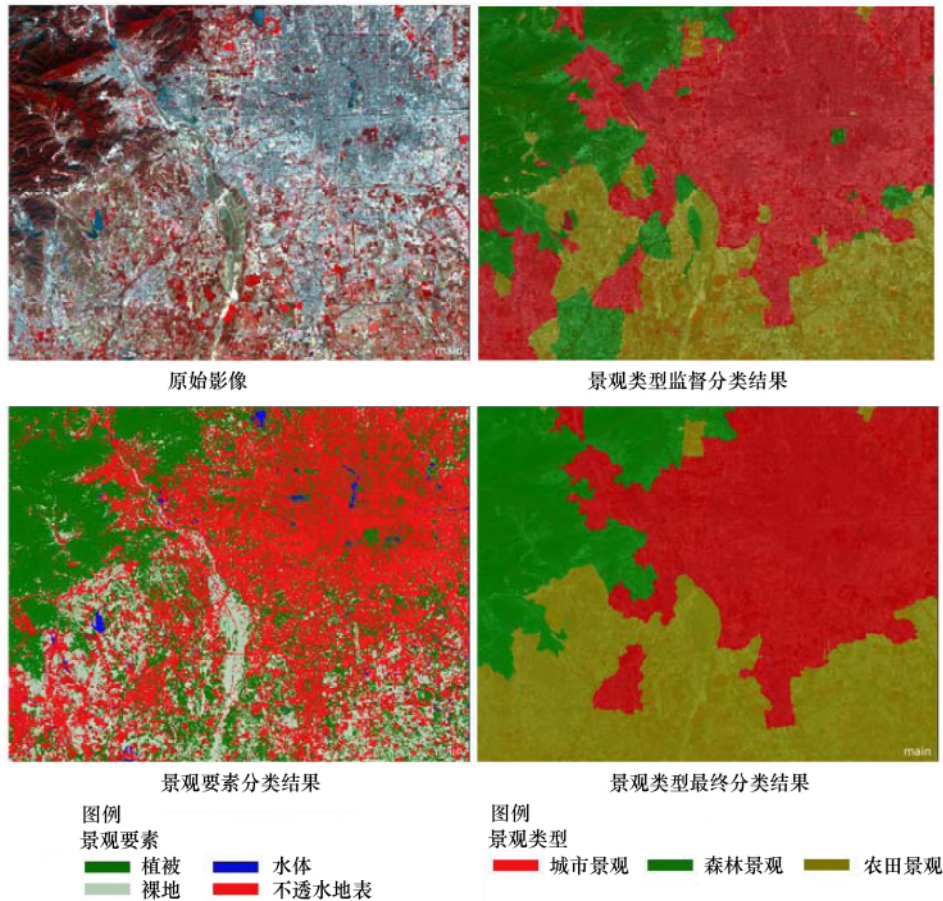 main
原始影像
景观类型监督分类结果
main
景观要素分类结果
景观类型最终分类结果
图例
景观要素
植被
水体
裸地
不透水地表
图例
景观类型
城市景观
森林景观
农田景观